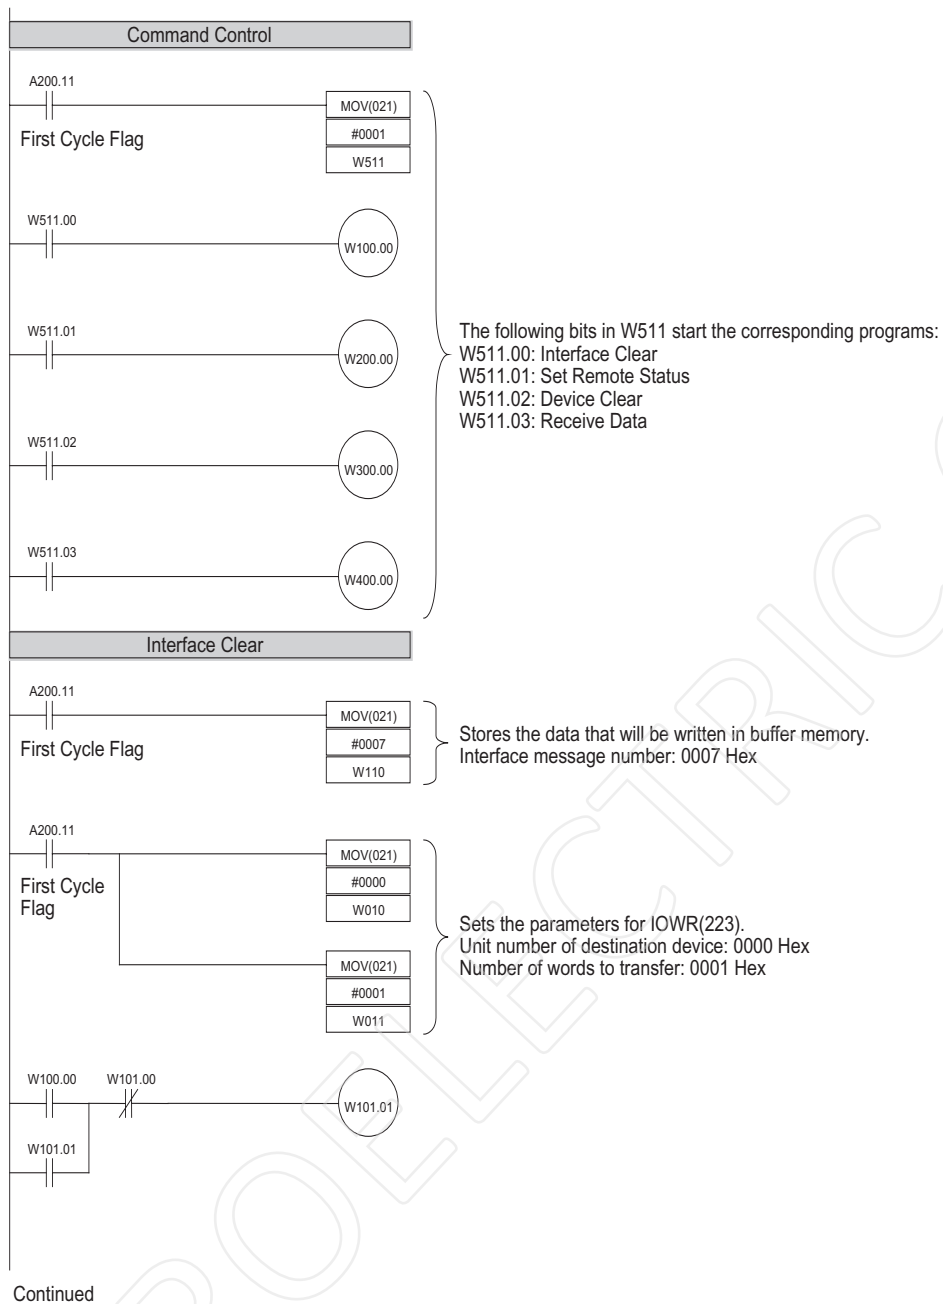 Command Control
A200.11
First Cycle Flag
MOV(021)
#0001
W511
W511.00
W100.00
W511.01
W200.00
W511.02
W300.00
W511.03
W400.00
The following bits in W511 start the corresponding programs:
W511.00: Interface Clear
W511.01: Set Remote Status
W511.02: Device Clear
W511.03: Receive Data
Interface Clear
A200.11
First Cycle Flag
MOV(021)
#0007
W110
Stores the data that will be written in buffer memory.
Interface message number: 0007 Hex
A200.11
First Cycle
Flag
MOV(021)
#0000
W010
MOV(021)
#0001
W011
Sets the parameters for IOWR(223).
Unit number of destination device: 0000 Hex
Number of words to transfer: 0001 Hex
W100.00 W101.00
W101.01
W101.01
Continued
ROELECTRIC